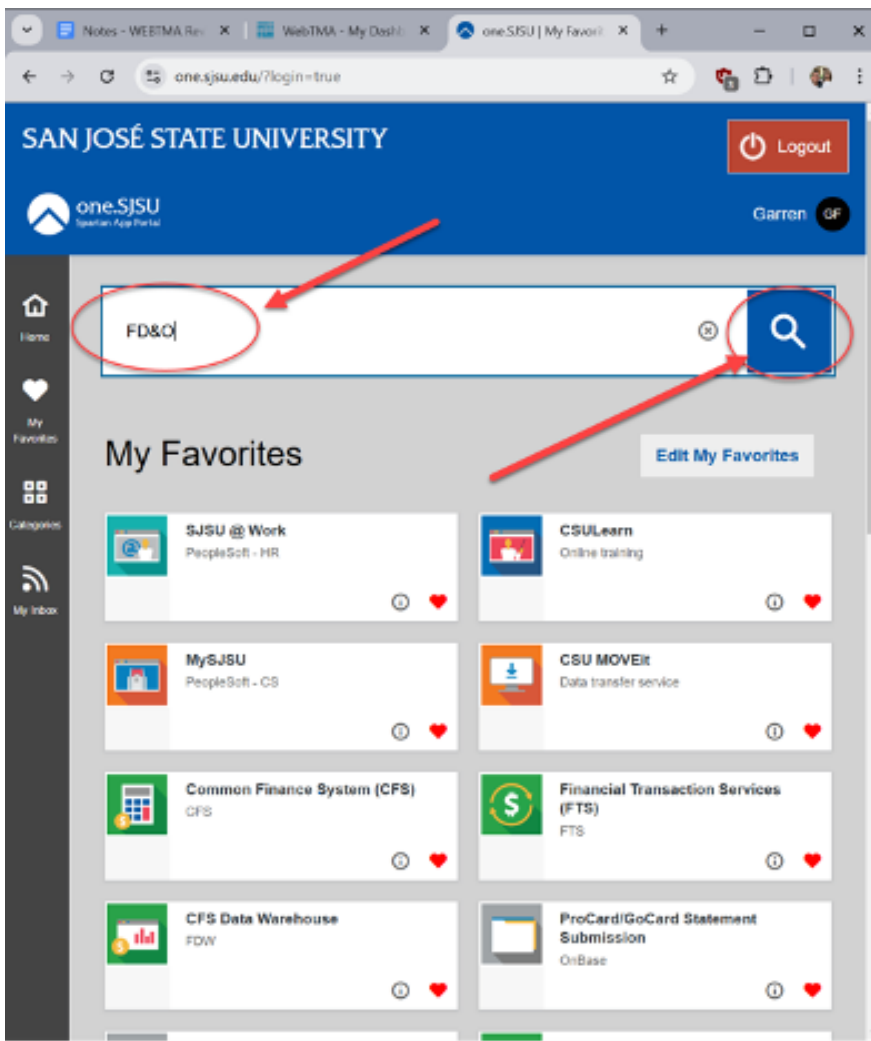 Notes - WEBTMA Rev
WebTMA - My Dashb
one.SJSU | My Favorit
one.sjsu.edu/?login=true
SAN JOSÉ STATE UNIVERSITY
Logout
one.SJSU
Spartan App Portal
Garren GF
Home
FD&O
My
Favorites
My Favorites
Edit My Favorites
Categories
SJSU @ Work
PeopleSoft - HR
CSULearn
Online training
My Inbox
MySJSU
PeopleSoft - CS
CSU MOVEit
Data transfer service
Common Finance System (CFS)
CFS
Financial Transaction Services
(FTS)
FTS
CFS Data Warehouse
FDW
ProCard/GoCard Statement
Submission
OnBase